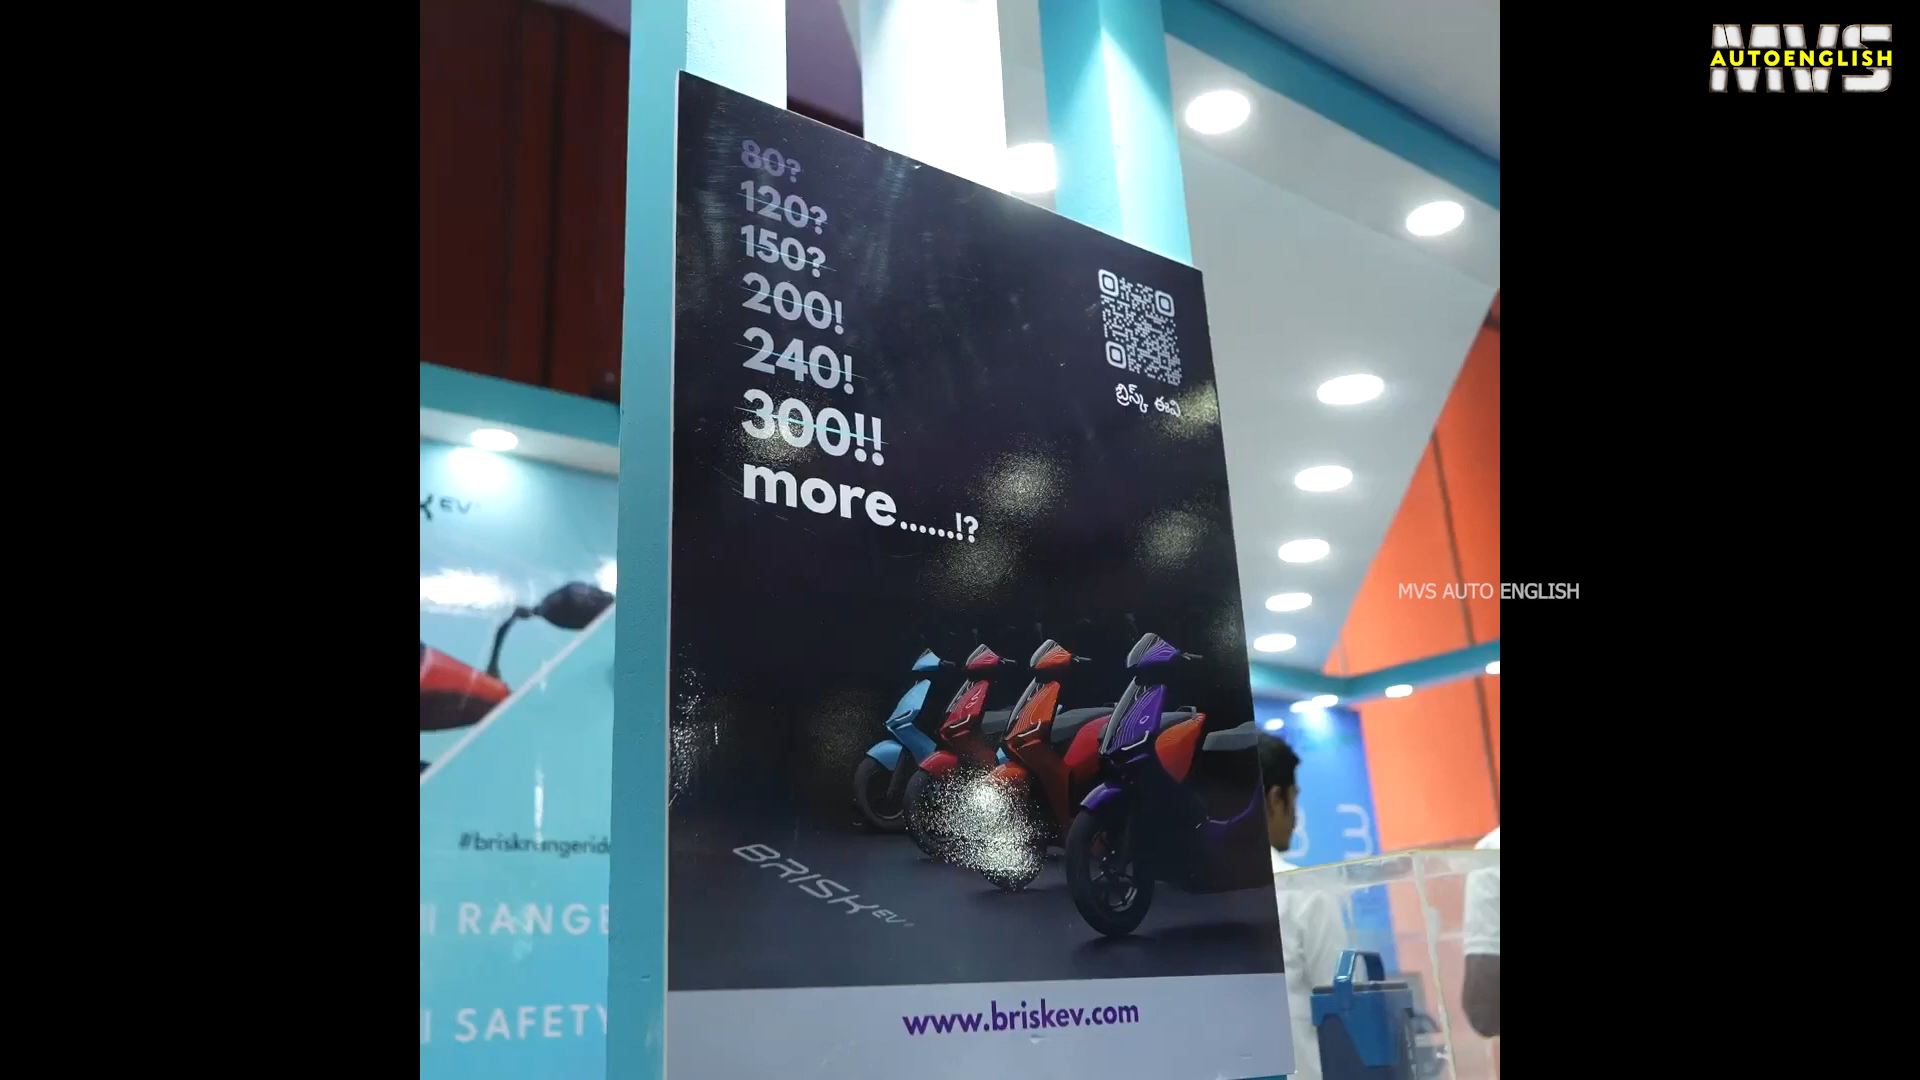 MVS
AUTOENGLISH
80?
120?
150?
200!
240!
300!!
more......!?
బ్రిస్క్ ఈవి
EV
MVS AUTO ENGLISH
BRISK EV
RANGE
SAFETY
www.briskev.com